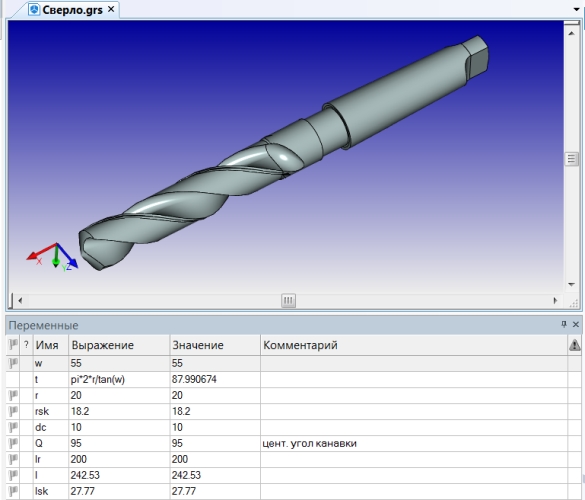 Сверло.grs ×
X
Y
Z
Переменные
? Имя Выражение Значение Комментарий
w 55 55
t pi*2*r/tan(w) 87.990674
r 20 20
rsk 18.2 18.2
dc 10 10
Q 95 95 цент. угол канавки
lr 200 200
l 242.53 242.53
lsk 27.77 27.77